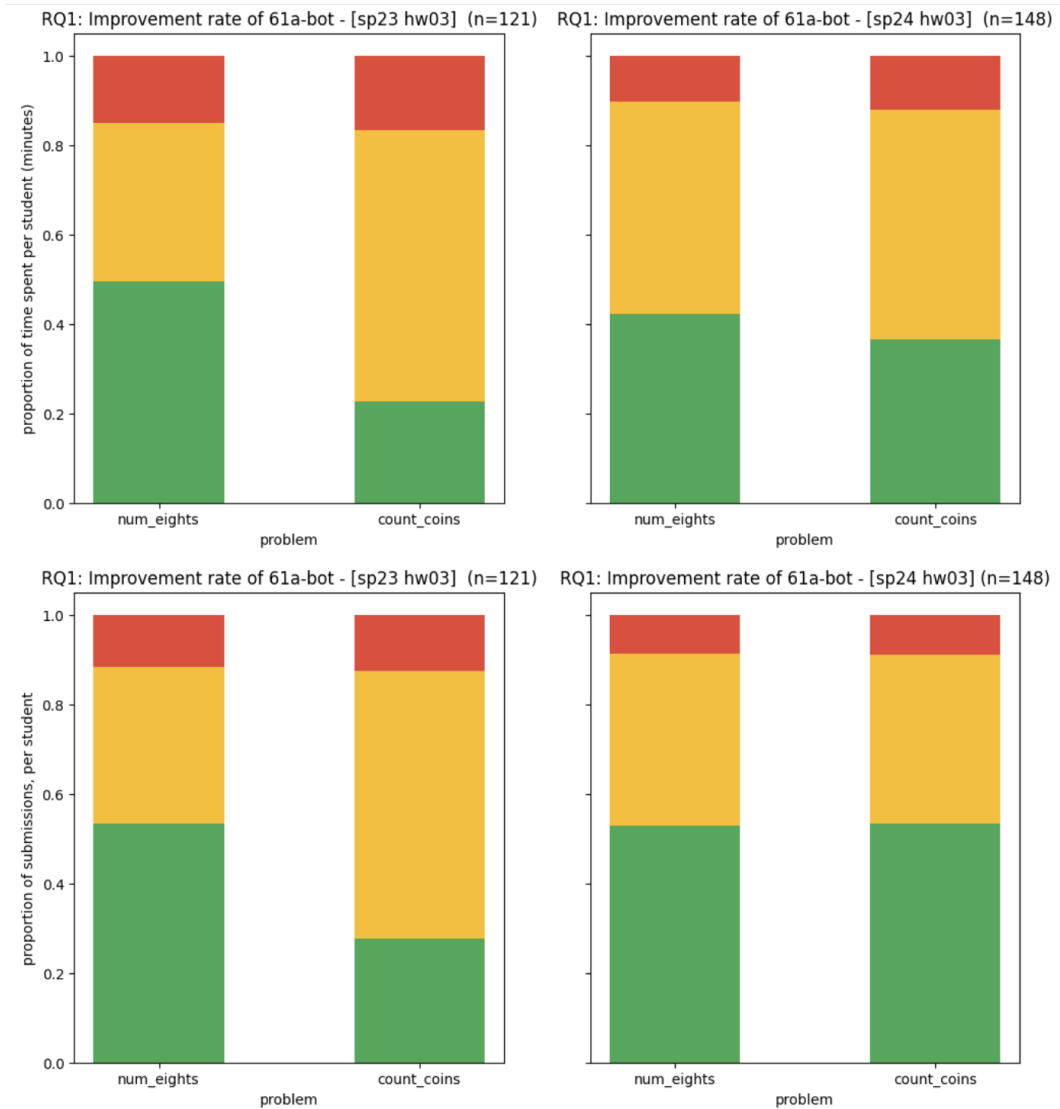 RQ1: Improvement rate of 61a-bot - [sp23 hw03]  (n=121)
RQ1: Improvement rate of 61a-bot - [sp24 hw03]  (n=148)
proportion of time spent per student (minutes)
1.0
0.8
0.6
0.4
0.2
0.0
num_eights
count_coins
num_eights
count_coins
problem
problem
RQ1: Improvement rate of 61a-bot - [sp23 hw03]  (n=121)
RQ1: Improvement rate of 61a-bot - [sp24 hw03] (n=148)
proportion of submissions, per student
1.0
0.8
0.6
0.4
0.2
0.0
num_eights
count_coins
num_eights
count_coins
problem
problem